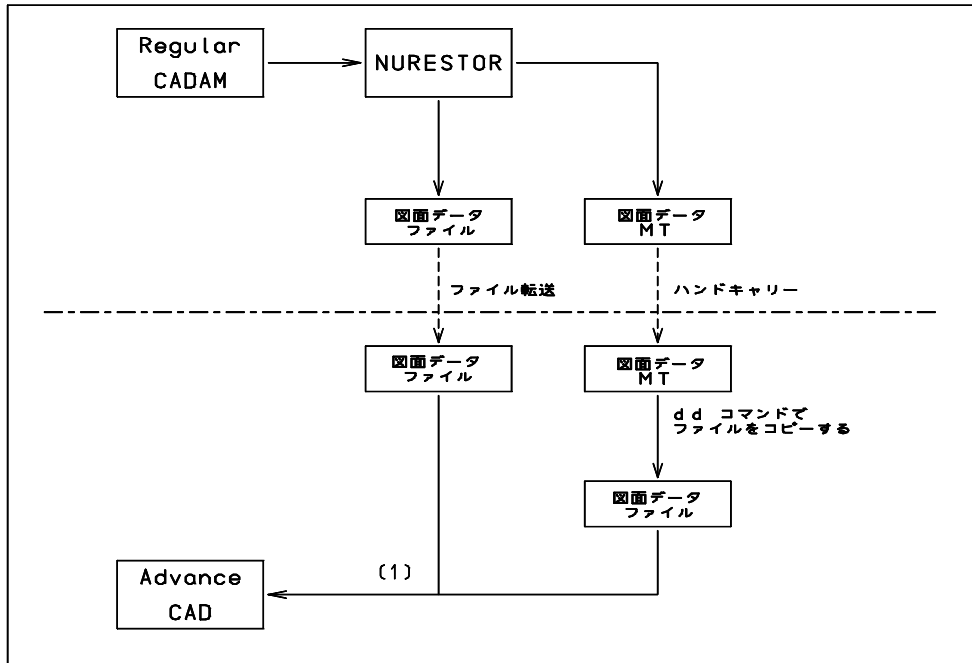 Regular
CADAM
NURESTOR
図面データ
ファイル
図面データ
MT
ファイル転送
ハンドキャリー
図面データ
ファイル
図面データ
MT
dd コマンドで
ファイルをコピーする
図面データ
ファイル
(1)
Advance
CAD